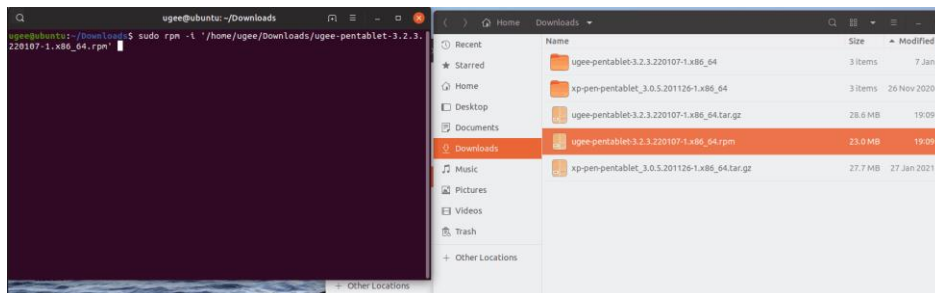 ugee@ubuntu: ~/Downloads
ugee@ubuntu:~/Downloads$ sudo rpm -i '/home/ugee/Downloads/ugee-pentablet-3.2.3.
220107-1.x86_64.rpm'
Home Downloads
Recent
Starred
Home
Desktop
Documents
Downloads
Music
Pictures
Videos
Trash
+ Other Locations
Name Size Modified
ugee-pentablet-3.2.3.220107-1.x86_64 3 items 7 Jan
xp-pen-pentablet_3.0.5.201126-1.x86_64 3 items 26 Nov 2020
ugee-pentablet-3.2.3.220107-1.x86_64.tar.gz 28.6 MB 19:09
ugee-pentablet-3.2.3.220107-1.x86_64.rpm 23.0 MB 19:09
xp-pen-pentablet_3.0.5.201126-1.x86_64.tar.gz 27.7 MB 27 Jan 2021
+ Other Locations